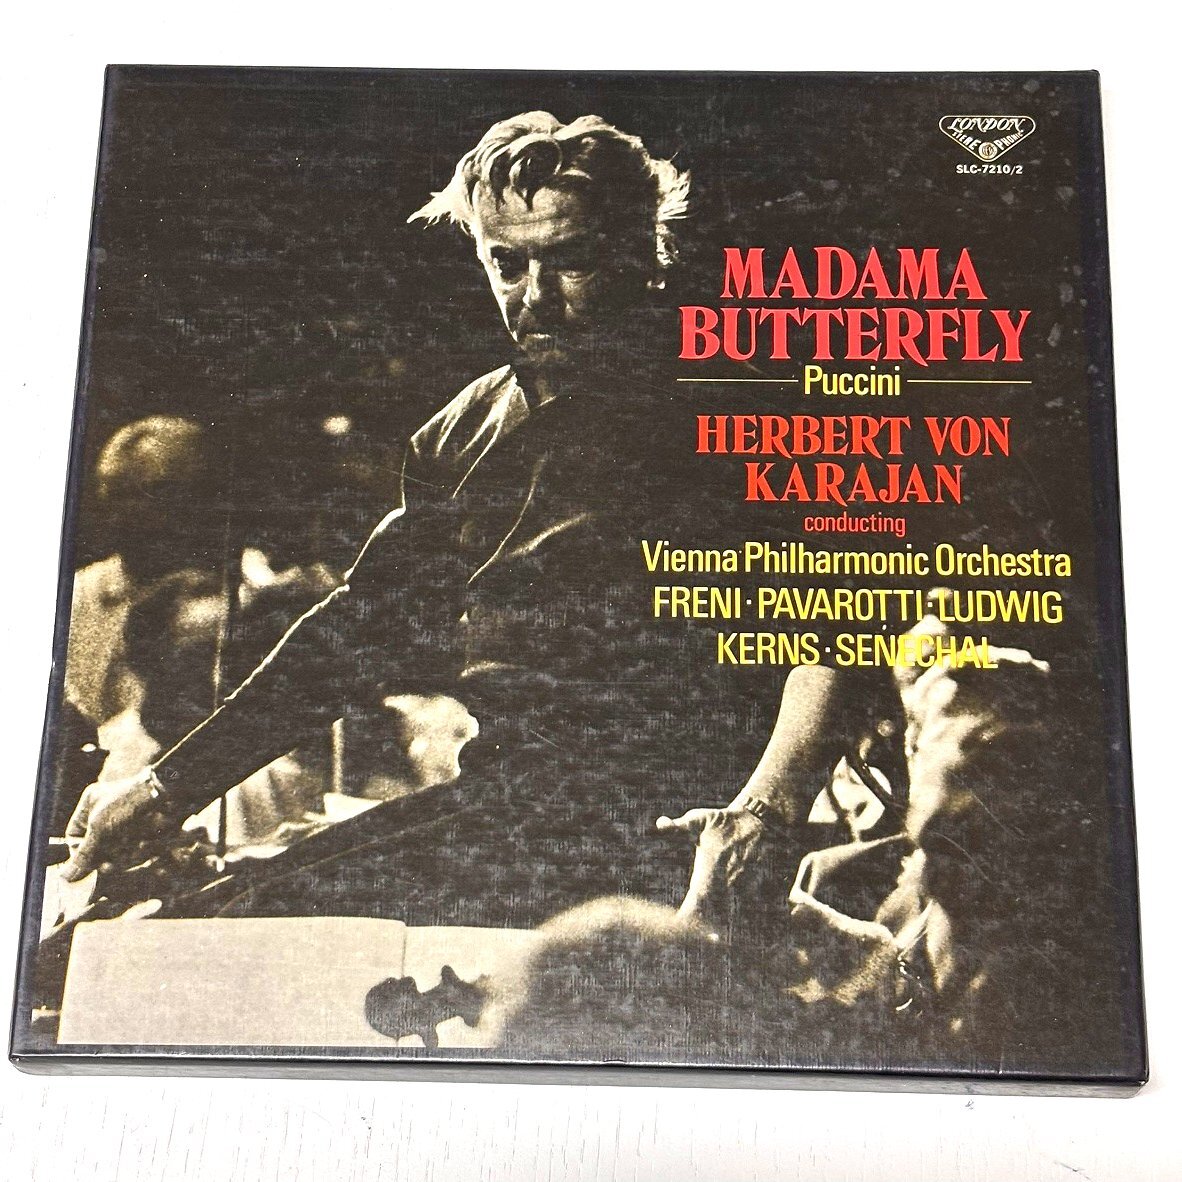 LONDON
STEREOPHONIC
SLC-7210/2
MADAMA
BUTTERFLY
Puccini
HERBERT VON
KARAJAN
conducting
Vienna Philharmonic Orchestra
FRENI · PAVAROTTI · LUDWIG
KERNS · SENECHAL